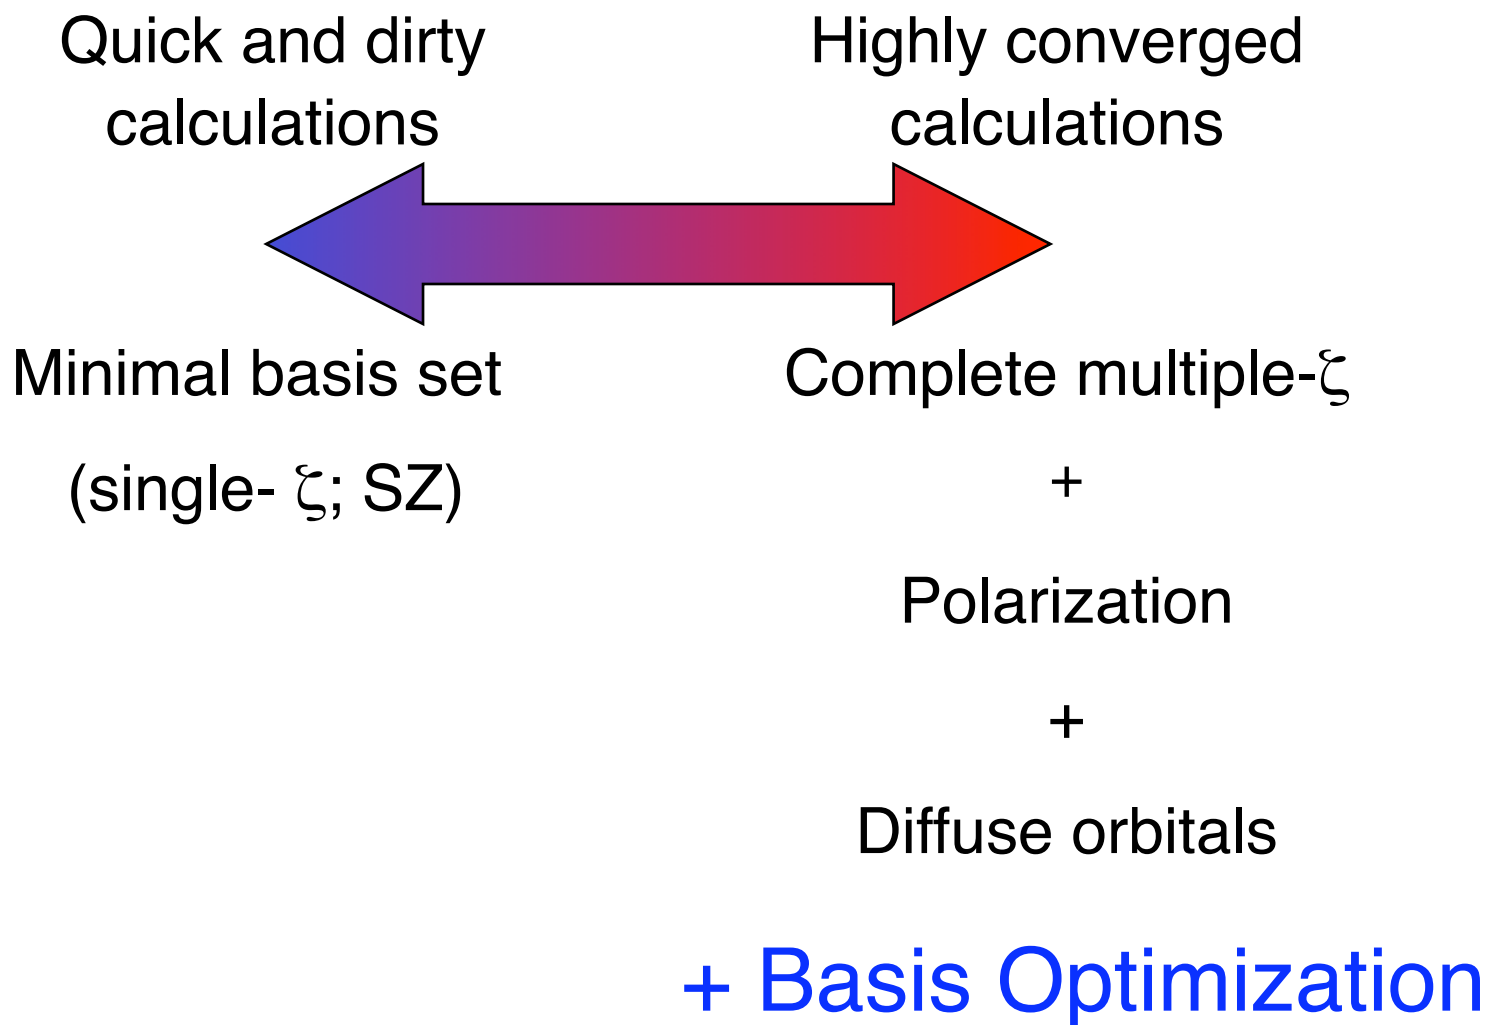 Quick and dirty
calculations
Highly converged
calculations
Minimal basis set
(single- ζ; SZ)
Complete multiple-ζ
+
Polarization
+
Diffuse orbitals
+ Basis Optimization